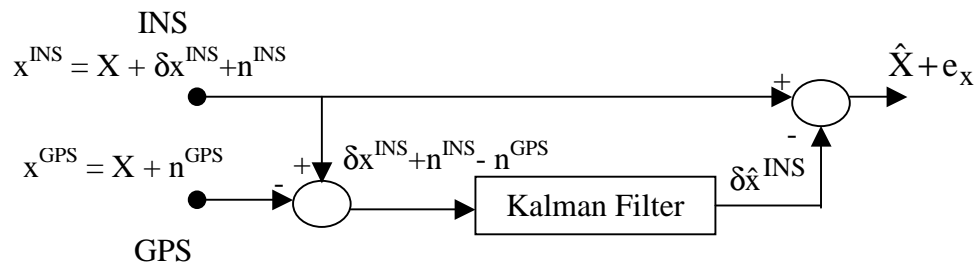 INS
x^INS = X + δx^INS+n^INS
X̂+e_x
+
-
x^GPS = X + n^GPS
+
-
δx^INS+n^INS- n^GPS
δx̂^INS
Kalman Filter
GPS